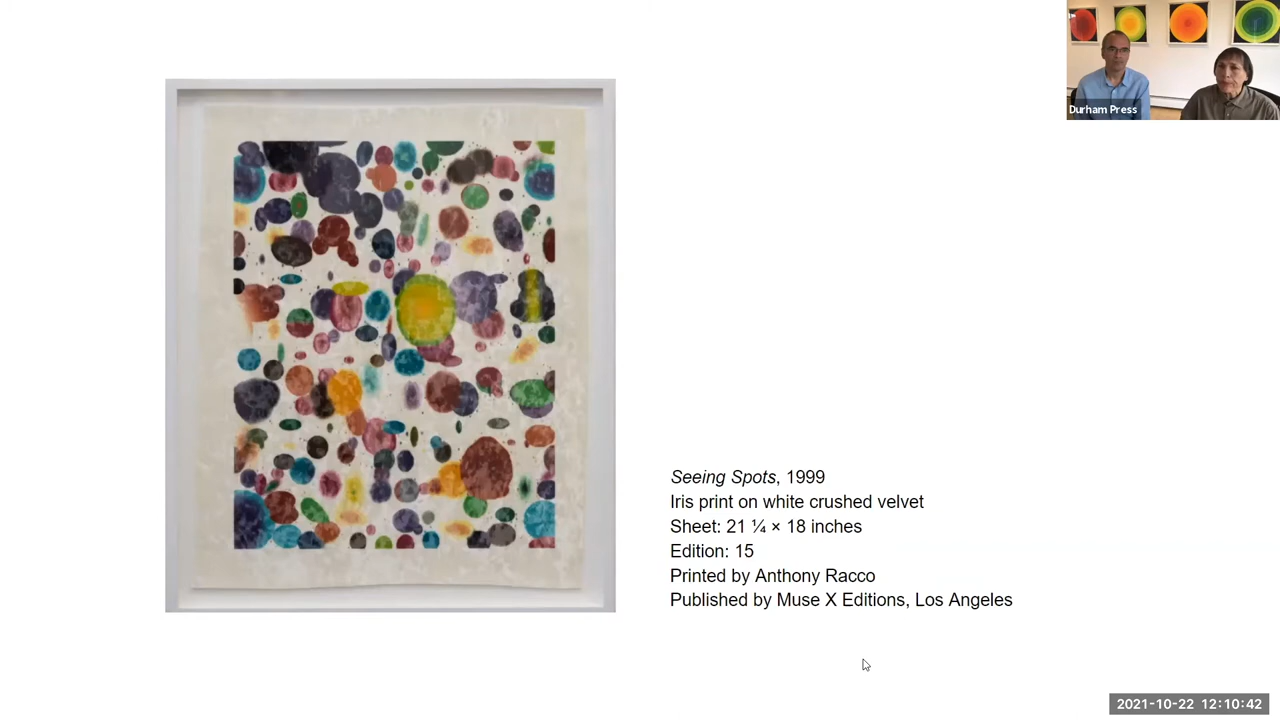 Durham Press
Seeing Spots, 1999
Iris print on white crushed velvet
Sheet: 21 ¼ × 18 inches
Edition: 15
Printed by Anthony Racco
Published by Muse X Editions, Los Angeles
2021-10-22 12:10:42